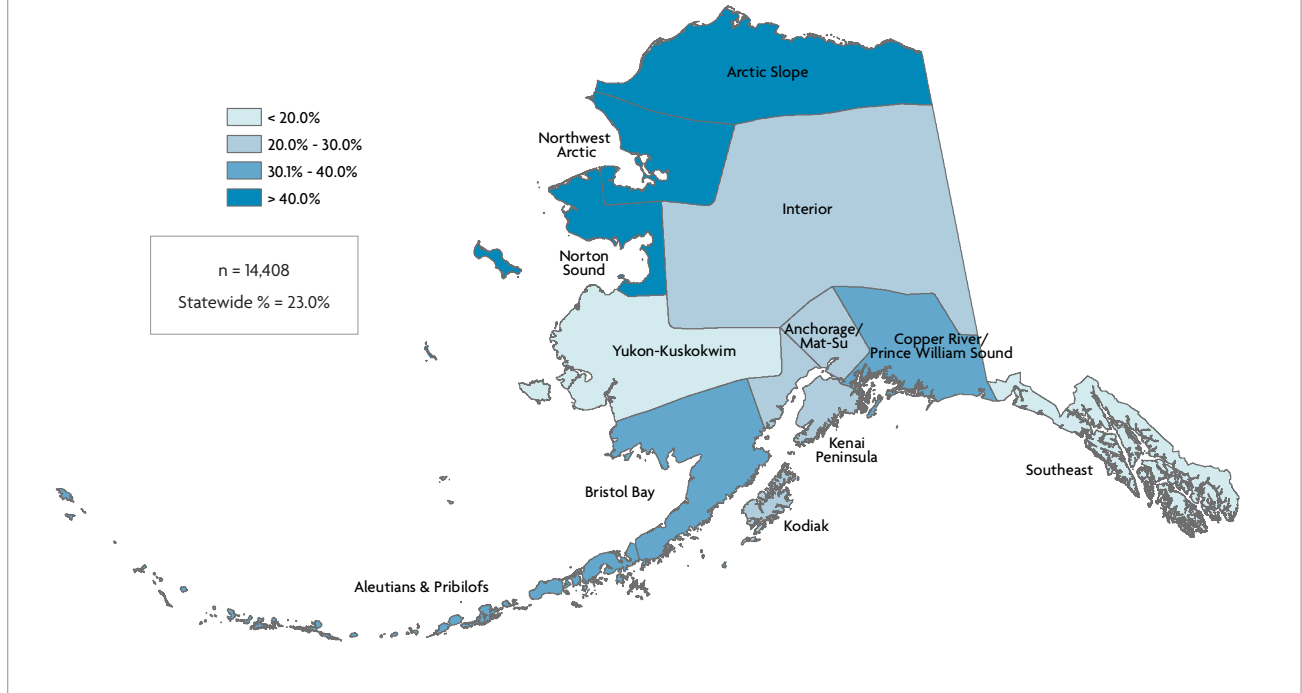 Arctic Slope
< 20.0%
20.0% - 30.0%
30.1% - 40.0%
> 40.0%
Northwest
Arctic
Interior
n = 14,408
Statewide % = 23.0%
Norton
Sound
Anchorage/
Mat-Su
Copper River/
Prince William Sound
Yukon-Kuskokwim
Kenai
Peninsula
Southeast
Bristol Bay
Kodiak
Aleutians & Pribilofs